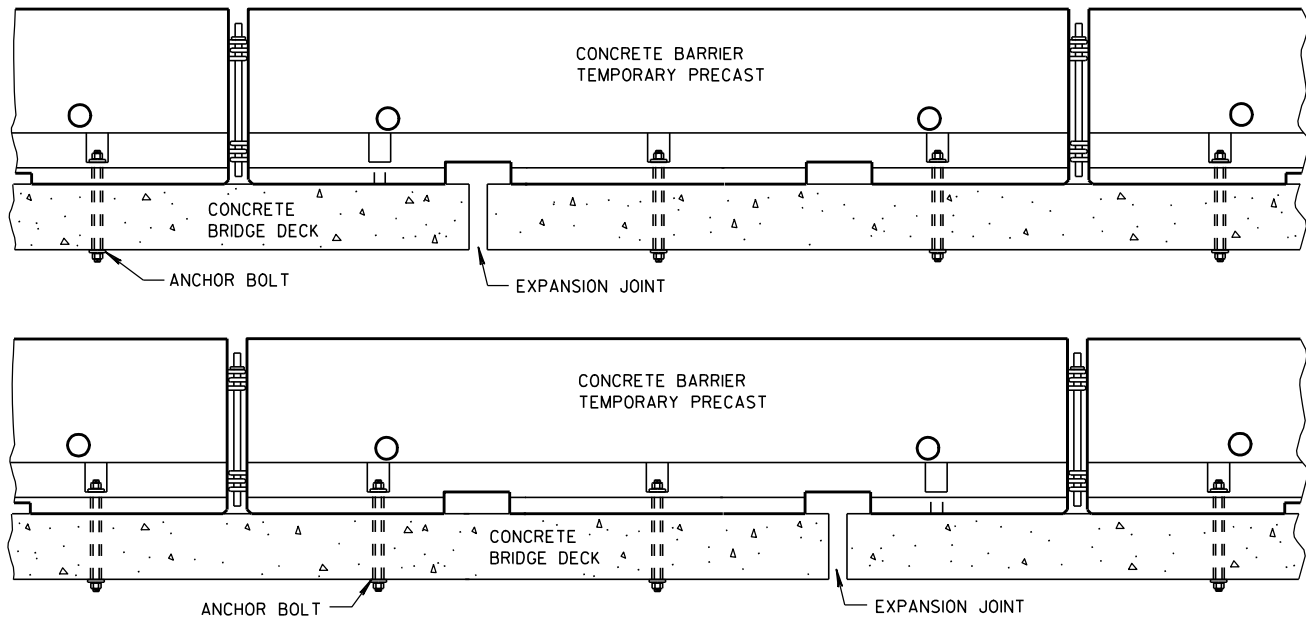 CONCRETE BARRIER
TEMPORARY PRECAST
CONCRETE
BRIDGE DECK
ANCHOR BOLT
EXPANSION JOINT
CONCRETE BARRIER
TEMPORARY PRECAST
CONCRETE
BRIDGE DECK
ANCHOR BOLT
EXPANSION JOINT